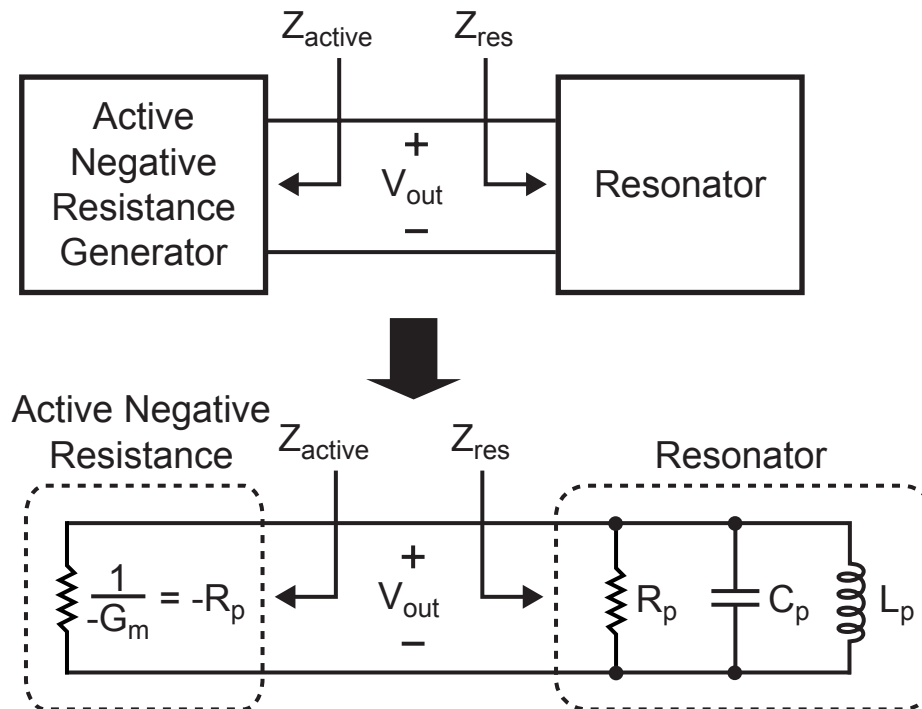 Z_active
Z_res
Active
Negative
Resistance
Generator
+
V_out
−
Resonator
Active Negative
Resistance
Z_active
Z_res
Resonator
1
-G_m
= -R_p
+
V_out
−
R_p
C_p
L_p